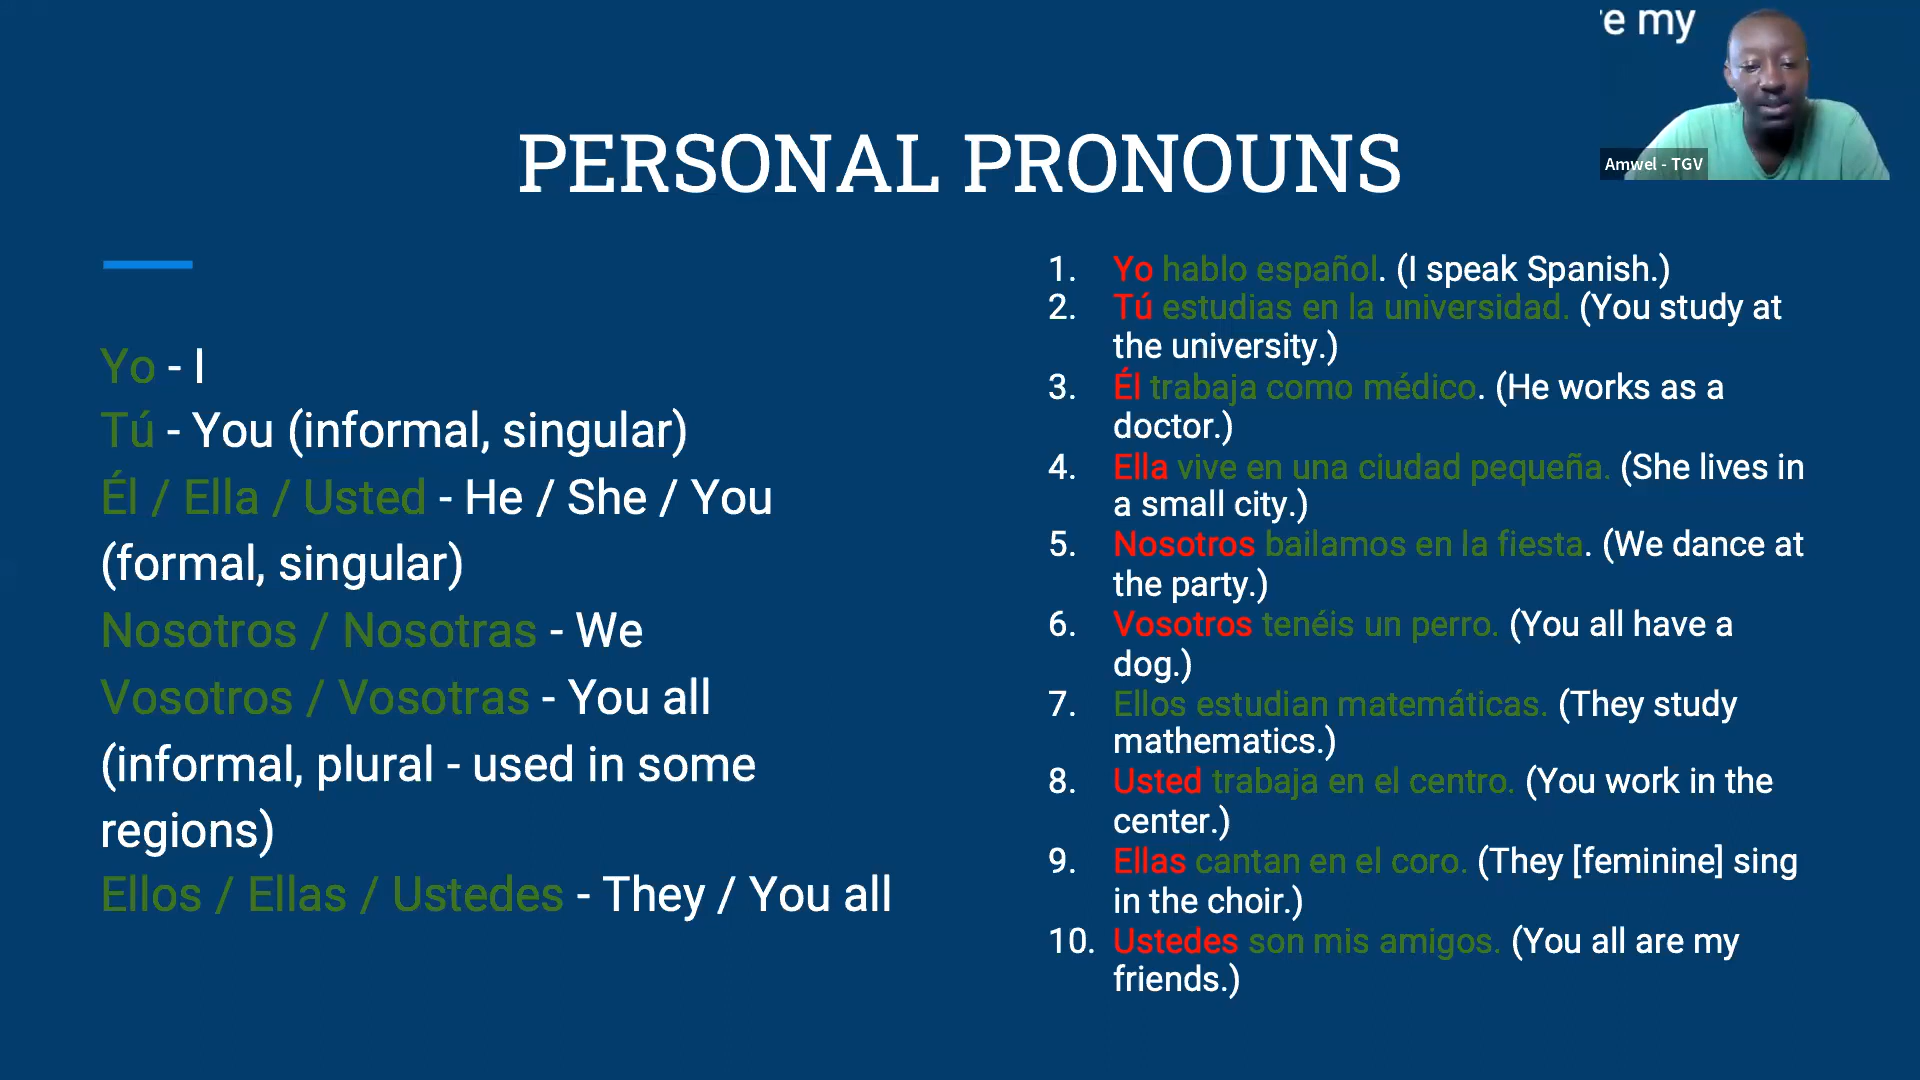 e my
Amwel - TGV
PERSONAL PRONOUNS
Yo - I
Tú - You (informal, singular)
Él / Ella / Usted - He / She / You
(formal, singular)
Nosotros / Nosotras - We
Vosotros / Vosotras - You all
(informal, plural - used in some
regions)
Ellos / Ellas / Ustedes - They / You all
1. Yo hablo español. (I speak Spanish.)
2. Tú estudias en la universidad. (You study at
the university.)
3. Él trabaja como médico. (He works as a
doctor.)
4. Ella vive en una ciudad pequeña. (She lives in
a small city.)
5. Nosotros bailamos en la fiesta. (We dance at
the party.)
6. Vosotros tenéis un perro. (You all have a
dog.)
7. Ellos estudian matemáticas. (They study
mathematics.)
8. Usted trabaja en el centro. (You work in the
center.)
9. Ellas cantan en el coro. (They [feminine] sing
in the choir.)
10. Ustedes son mis amigos. (You all are my
friends.)